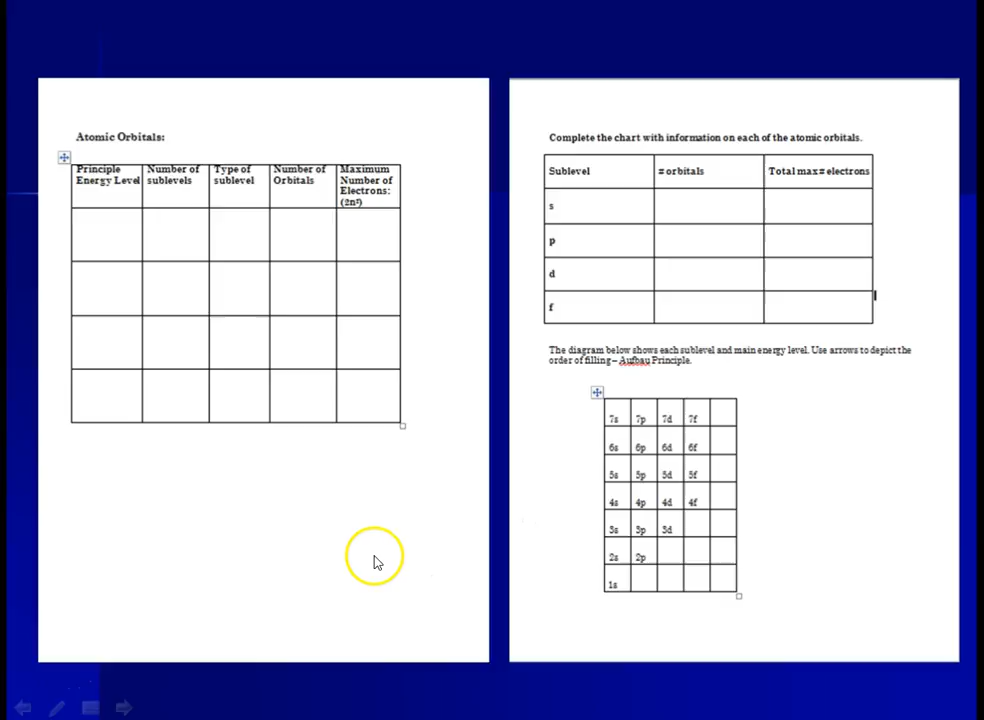 Atomic Orbitals:
Principle Energy Level
Number of sublevels
Type of sublevel
Number of Orbitals
Maximum Number of Electrons: (2n²)
Complete the chart with information on each of the atomic orbitals.
Sublevel # orbitals Total max # electrons
s
p
d
f
The diagram below shows each sublevel and main energy level. Use arrows to depict the
order of filling – Aufbau Principle.
7s 7p 7d 7f
6s 6p 6d 6f
5s 5p 5d 5f
4s 4p 4d 4f
3s 3p 3d
2s 2p
1s